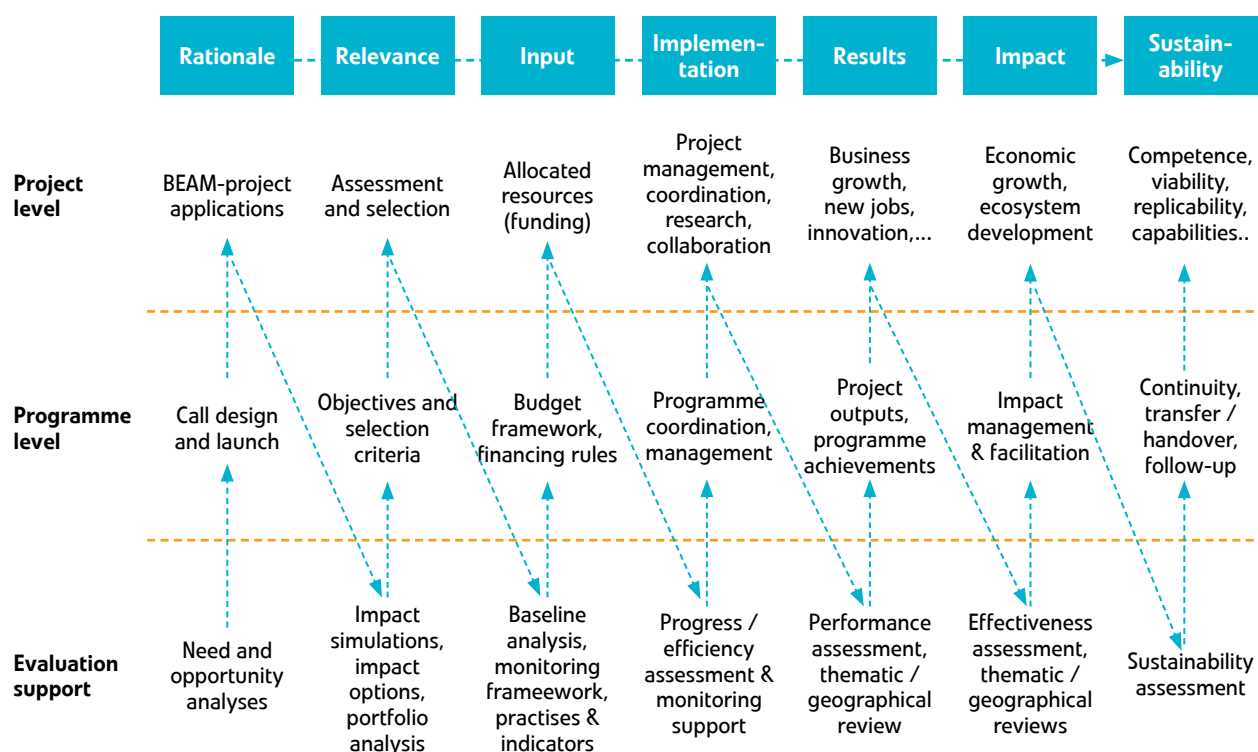 Rationale
Relevance
Input
Implemen-
tation
Results
Impact
Sustain-
ability
Project
level
BEAM-project
applications
Assessment
and selection
Allocated
resources
(funding)
Project
management,
coordination,
research,
collaboration
Business
growth,
new jobs,
innovation,...
Economic
growth,
ecosystem
development
Competence,
viability,
replicability,
capabilities..
Programme
level
Call design
and launch
Objectives and
selection
criteria
Budget
framework,
financing rules
Programme
coordination,
management
Project
outputs,
programme
achievements
Impact
management
& facilitation
Continuity,
transfer /
handover,
follow-up
Evaluation
support
Need and
opportunity
analyses
Impact
simulations,
impact
options,
portfolio
analysis
Baseline
analysis,
monitoring
frameework,
practises &
indicators
Progress /
efficiency
assessment &
monitoring
support
Performance
assessment,
thematic /
geographical
review
Effectiveness
assessment,
thematic /
geographical
reviews
Sustainability
assessment